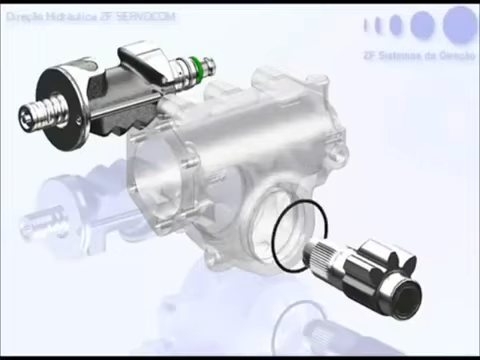 Direção Hidráulica ZF SERVOCOM
ZF Sistemas de Direção